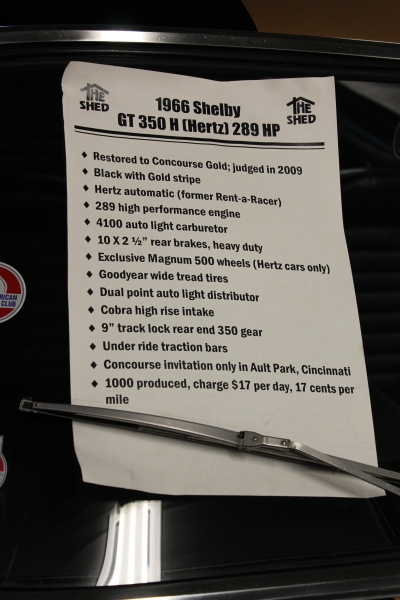 THE
SHED
1966 Shelby
GT 350 H (Hertz) 289 HP
THE
SHED
♦ Restored to Concourse Gold; judged in 2009
♦ Black with Gold stripe
♦ Hertz automatic (former Rent-a-Racer)
♦ 289 high performance engine
♦ 4100 auto light carburetor
♦ 10 X 2 ½” rear brakes, heavy duty
♦ Exclusive Magnum 500 wheels (Hertz cars only)
♦ Goodyear wide tread tires
♦ Dual point auto light distributor
♦ Cobra high rise intake
♦ 9” track lock rear end 350 gear
♦ Under ride traction bars
♦ Concourse invitation only in Ault Park, Cincinnati
♦ 1000 produced, charge $17 per day, 17 cents per
mile
RICAN
CLUB